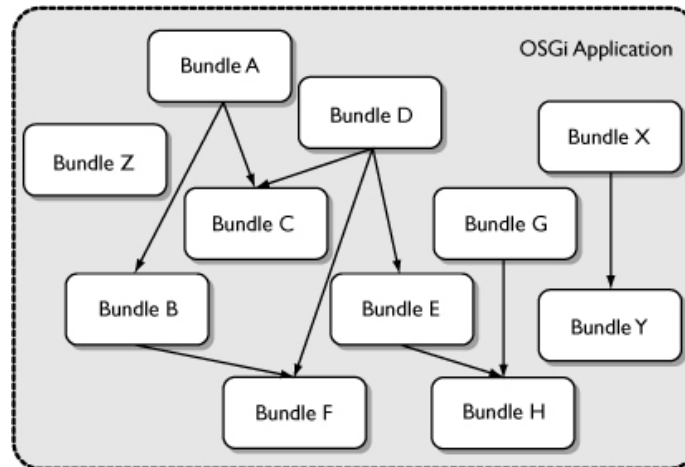 OSGi Application
Bundle A
Bundle D
Bundle X
Bundle Z
Bundle C
Bundle G
Bundle B
Bundle E
Bundle Y
Bundle F
Bundle H